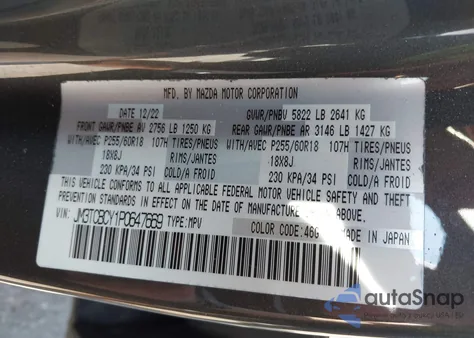 MFD. BY MAZDA MOTOR CORPORATION
DATE 12/22 GVWR/PNBV 5822 LB 2641 KG
FRONT GAWR/PNBE AV 2756 LB 1250 KG REAR GAWR/PNBE AR 3146 LB 1427 KG
WITH/AVEC P255/60R18 107H TIRES/PNEUS WITH/AVEC P255/60R18 107H TIRES/PNEUS
18X8J RIMS/JANTES 18X8J RIMS/JANTES
230 KPA/34 PSI COLD/A FROID 230 KPA/34 PSI COLD/A FROID
THIS VEHICLE CONFORMS TO ALL APPLICABLE FEDERAL MOTOR VEHICLE SAFETY AND THEFT
PREVENTION STANDARDS IN EFFECT ON THE DATE OF MANUFACTURE SHOWN ABOVE.
VIN: JM3TCBCY1P0647669 TYPE: MPV COLOR CODE: 46G MADE IN JAPAN
autoSnap